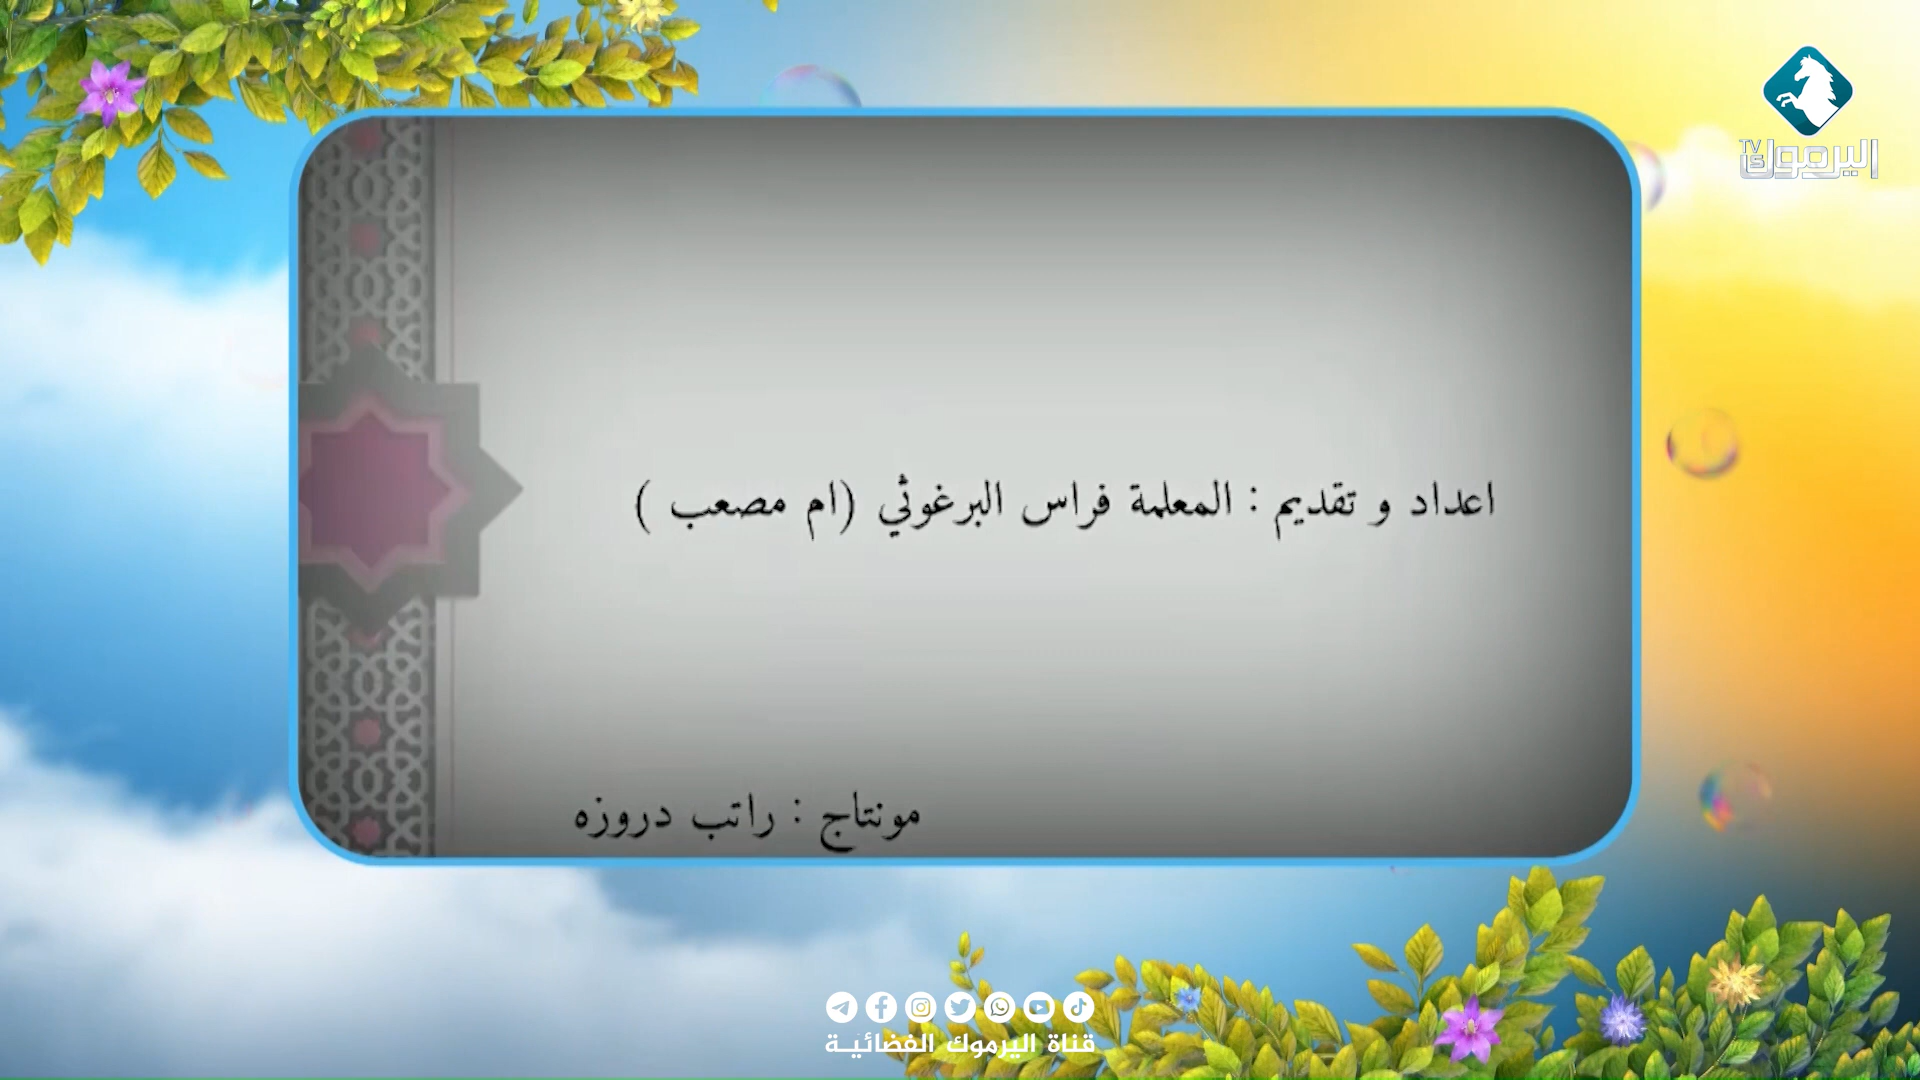 اليرموك
TV
اعداد و تقديم : المعلمة فراس البرغوثي (ام مصعب )
مونتاج : راتب دروزه
قناة اليرموك الفضائيـة